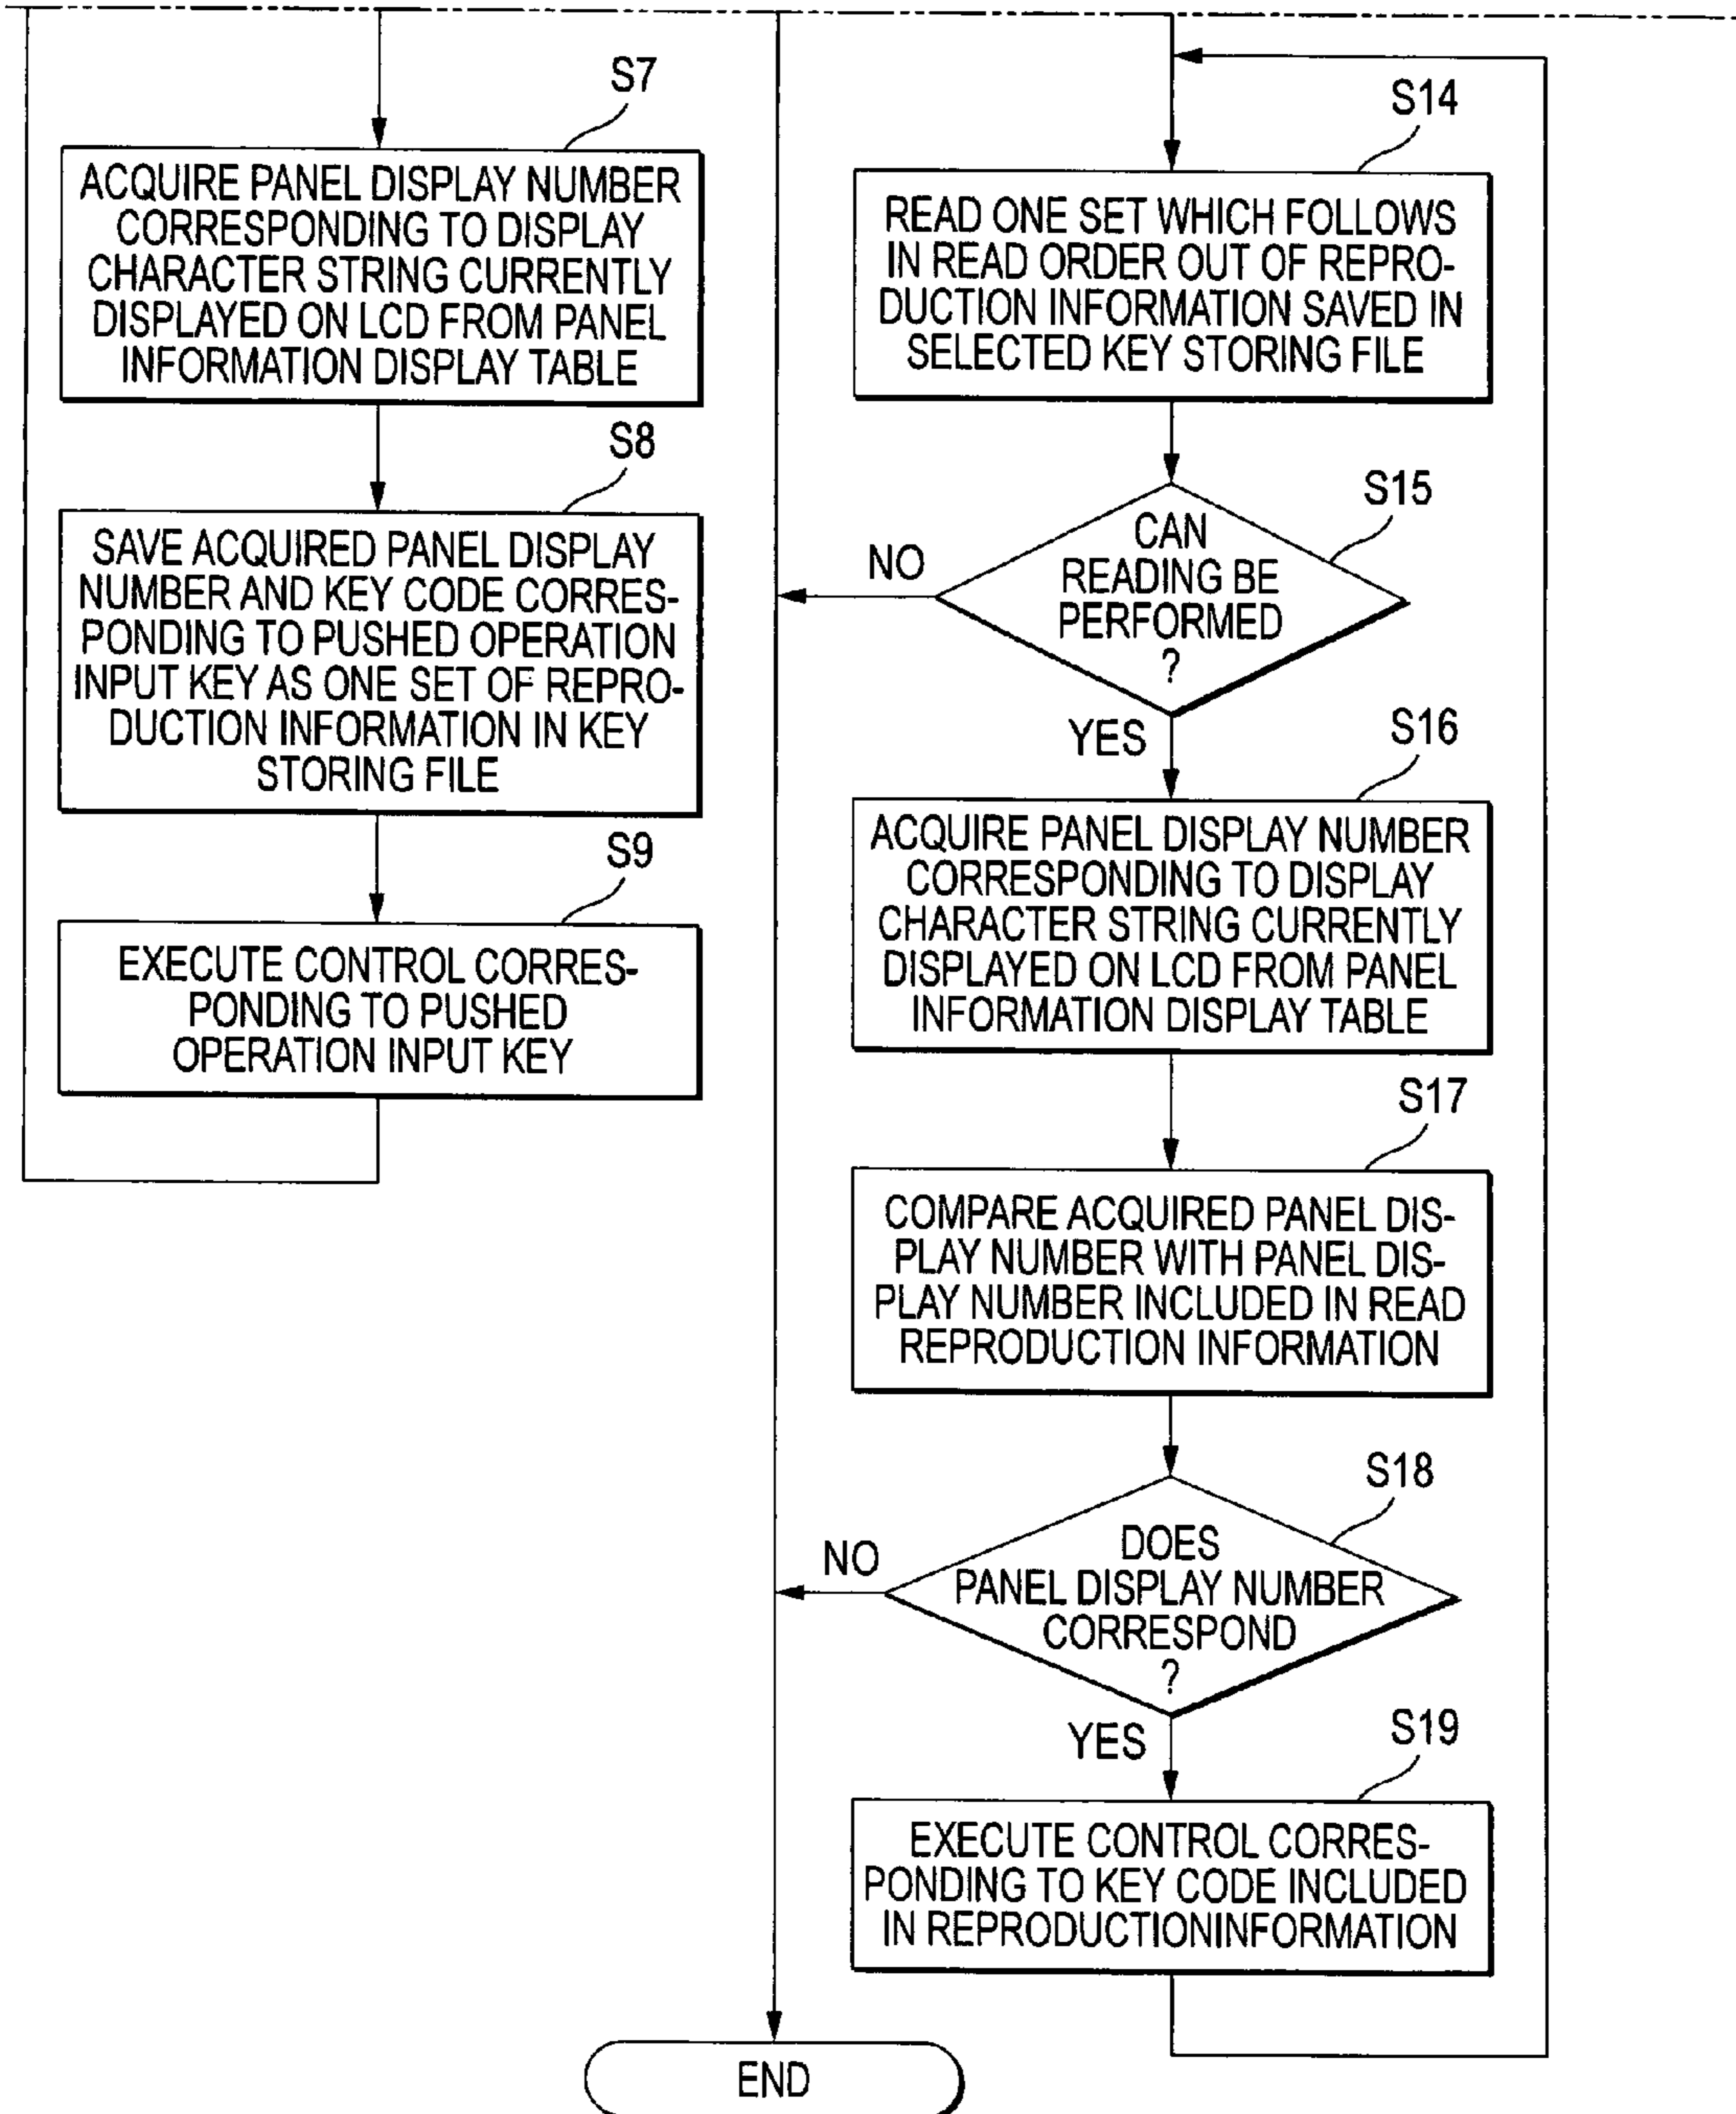 S7
ACQUIRE PANEL DISPLAY NUMBER
CORRESPONDING TO DISPLAY
CHARACTER STRING CURRENTLY
DISPLAYED ON LCD FROM PANEL
INFORMATION DISPLAY TABLE
S8
SAVE ACQUIRED PANEL DISPLAY
NUMBER AND KEY CODE CORRES-
PONDING TO PUSHED OPERATION
INPUT KEY AS ONE SET OF REPRO-
DUCTION INFORMATION IN KEY
STORING FILE
S9
EXECUTE CONTROL CORRES-
PONDING TO PUSHED
OPERATION INPUT KEY
S14
READ ONE SET WHICH FOLLOWS
IN READ ORDER OUT OF REPRO-
DUCTION INFORMATION SAVED IN
SELECTED KEY STORING FILE
S15
CAN
READING BE
PERFORMED
?
NO
YES
S16
ACQUIRE PANEL DISPLAY NUMBER
CORRESPONDING TO DISPLAY
CHARACTER STRING CURRENTLY
DISPLAYED ON LCD FROM PANEL
INFORMATION DISPLAY TABLE
S17
COMPARE ACQUIRED PANEL DIS-
PLAY NUMBER WITH PANEL DIS-
PLAY NUMBER INCLUDED IN READ
REPRODUCTION INFORMATION
S18
DOES
PANEL DISPLAY NUMBER
CORRESPOND
?
NO
YES
S19
EXECUTE CONTROL CORRES-
PONDING TO KEY CODE INCLUDED
IN REPRODUCTIONINFORMATION
END